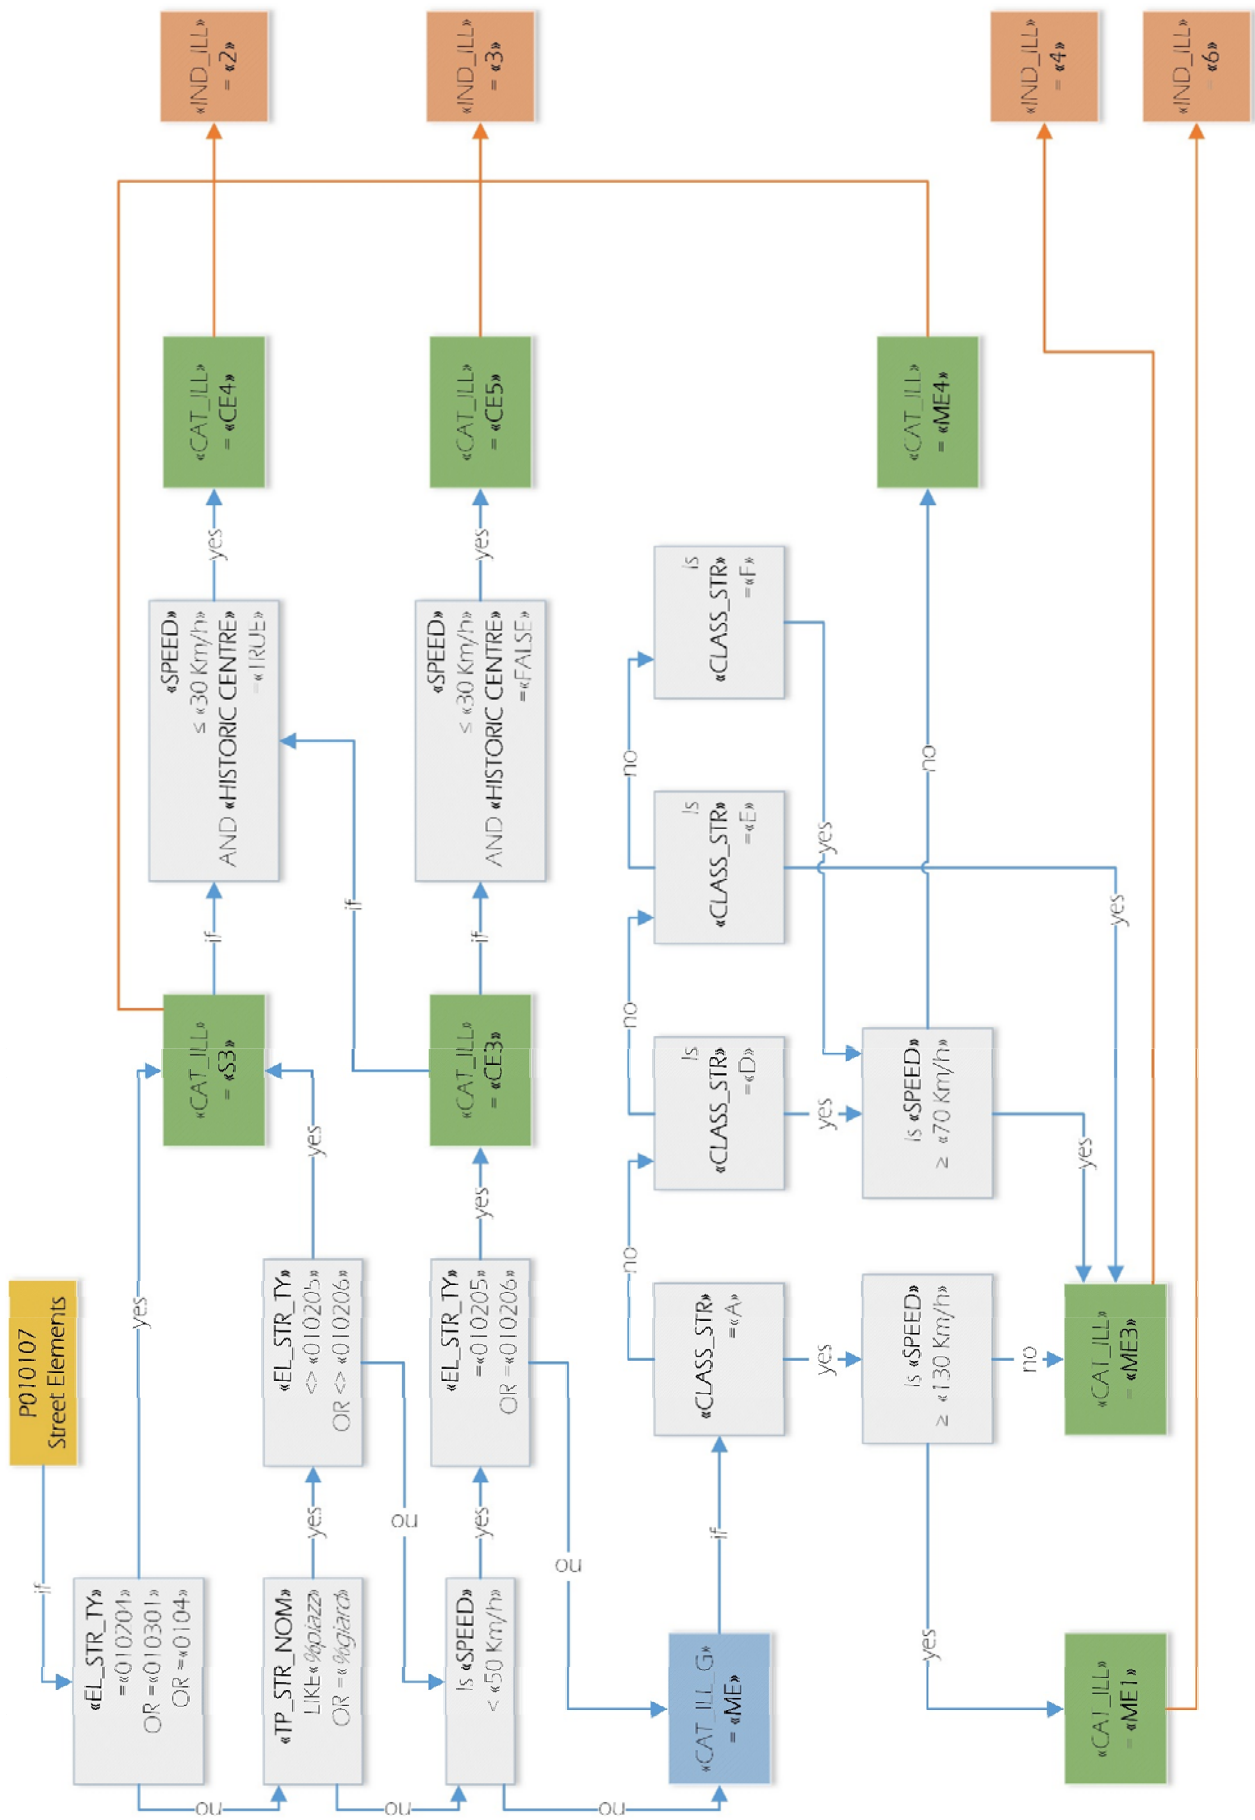 P010107
Street Elements
if
«EL_STR_TY»
=«010201»
OR =«010301»
OR =«0104»
yes
no
«TP_STR_NOM»
LIKE«%piazz»
OR =«%giard»
yes
no
«EL_STR_TY»
<> «010205»
OR <> «010206»
yes
no
Is «SPEED»
< «50 Km/h»
yes
no
«EL_STR_TY»
=«010205»
OR =«010206»
yes
no
«CAT_ILL»
= «S3»
if
«SPEED»
≤ «30 Km/h»
AND «HISTORIC CENTRE»
=«TRUE»
yes
«CAT_ILL»
= «CE4»
«IND_ILL»
= «2»
«CAT_ILL»
= «CE3»
if
if
«SPEED»
≤ «30 Km/h»
AND «HISTORIC CENTRE»
=«FALSE»
yes
«CAT_ILL»
= «CE5»
«IND_ILL»
= «3»
«CAT_ILL_G»
= «ME»
if
«CLASS_STR»
=«A»
no
yes
Is
«CLASS_STR»
=«D»
no
yes
Is
«CLASS_STR»
=«E»
no
yes
Is
«CLASS_STR»
=«F»
yes
Is «SPEED»
≥ «130 Km/h»
yes
no
Is «SPEED»
≥ «70 Km/h»
yes
no
«CAT_ILL»
= «ME4»
«CAT_ILL»
= «ME1»
«CAT_ILL»
= «ME3»
«IND_ILL»
= «4»
«IND_ILL»
= «6»